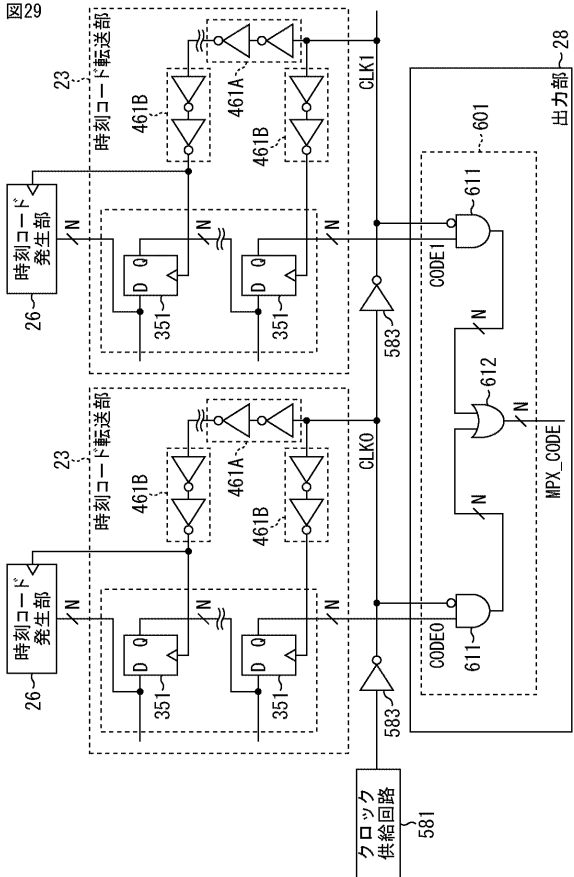 図29
時刻コード転送部
23
461A
461B
461B
CLK1
時刻コード
発生部
26
N
N
N
Q
D
351
Q
D
351
583
CODE1
611
601
出力部
28
N
612
N
MPX_CODE
N
時刻コード転送部
23
461A
461B
461B
CLK0
時刻コード
発生部
26
N
N
N
Q
D
351
Q
D
351
583
CODE0
611
クロック
供給回路
581